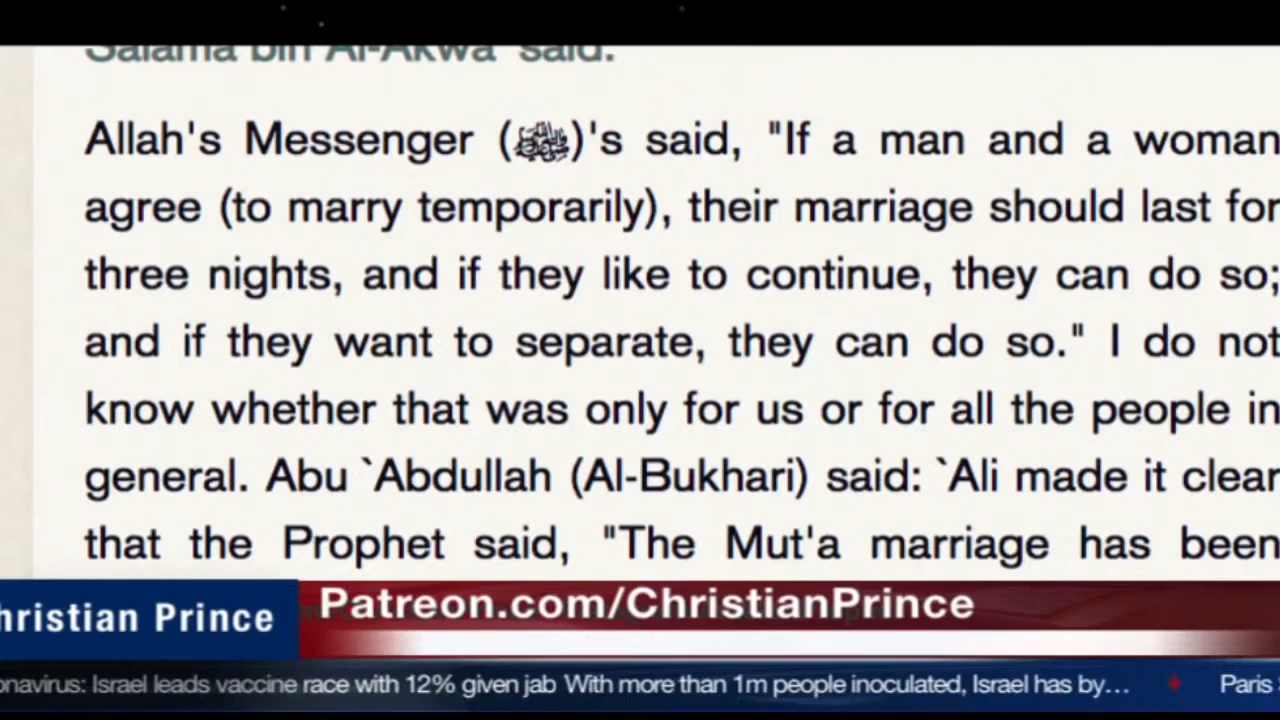 Salama bin Al-Akwa` said:
Allah's Messenger (ﷺ)'s said, "If a man and a woman
agree (to marry temporarily), their marriage should last for
three nights, and if they like to continue, they can do so;
and if they want to separate, they can do so." I do not
know whether that was only for us or for all the people in
general. Abu `Abdullah (Al-Bukhari) said: `Ali made it clear
that the Prophet said, "The Mut'a marriage has been
hristian Prince
Patreon.com/ChristianPrince
onavirus: Israel leads vaccine race with 12% given jab With more than 1m people inoculated, Israel has by… Paris